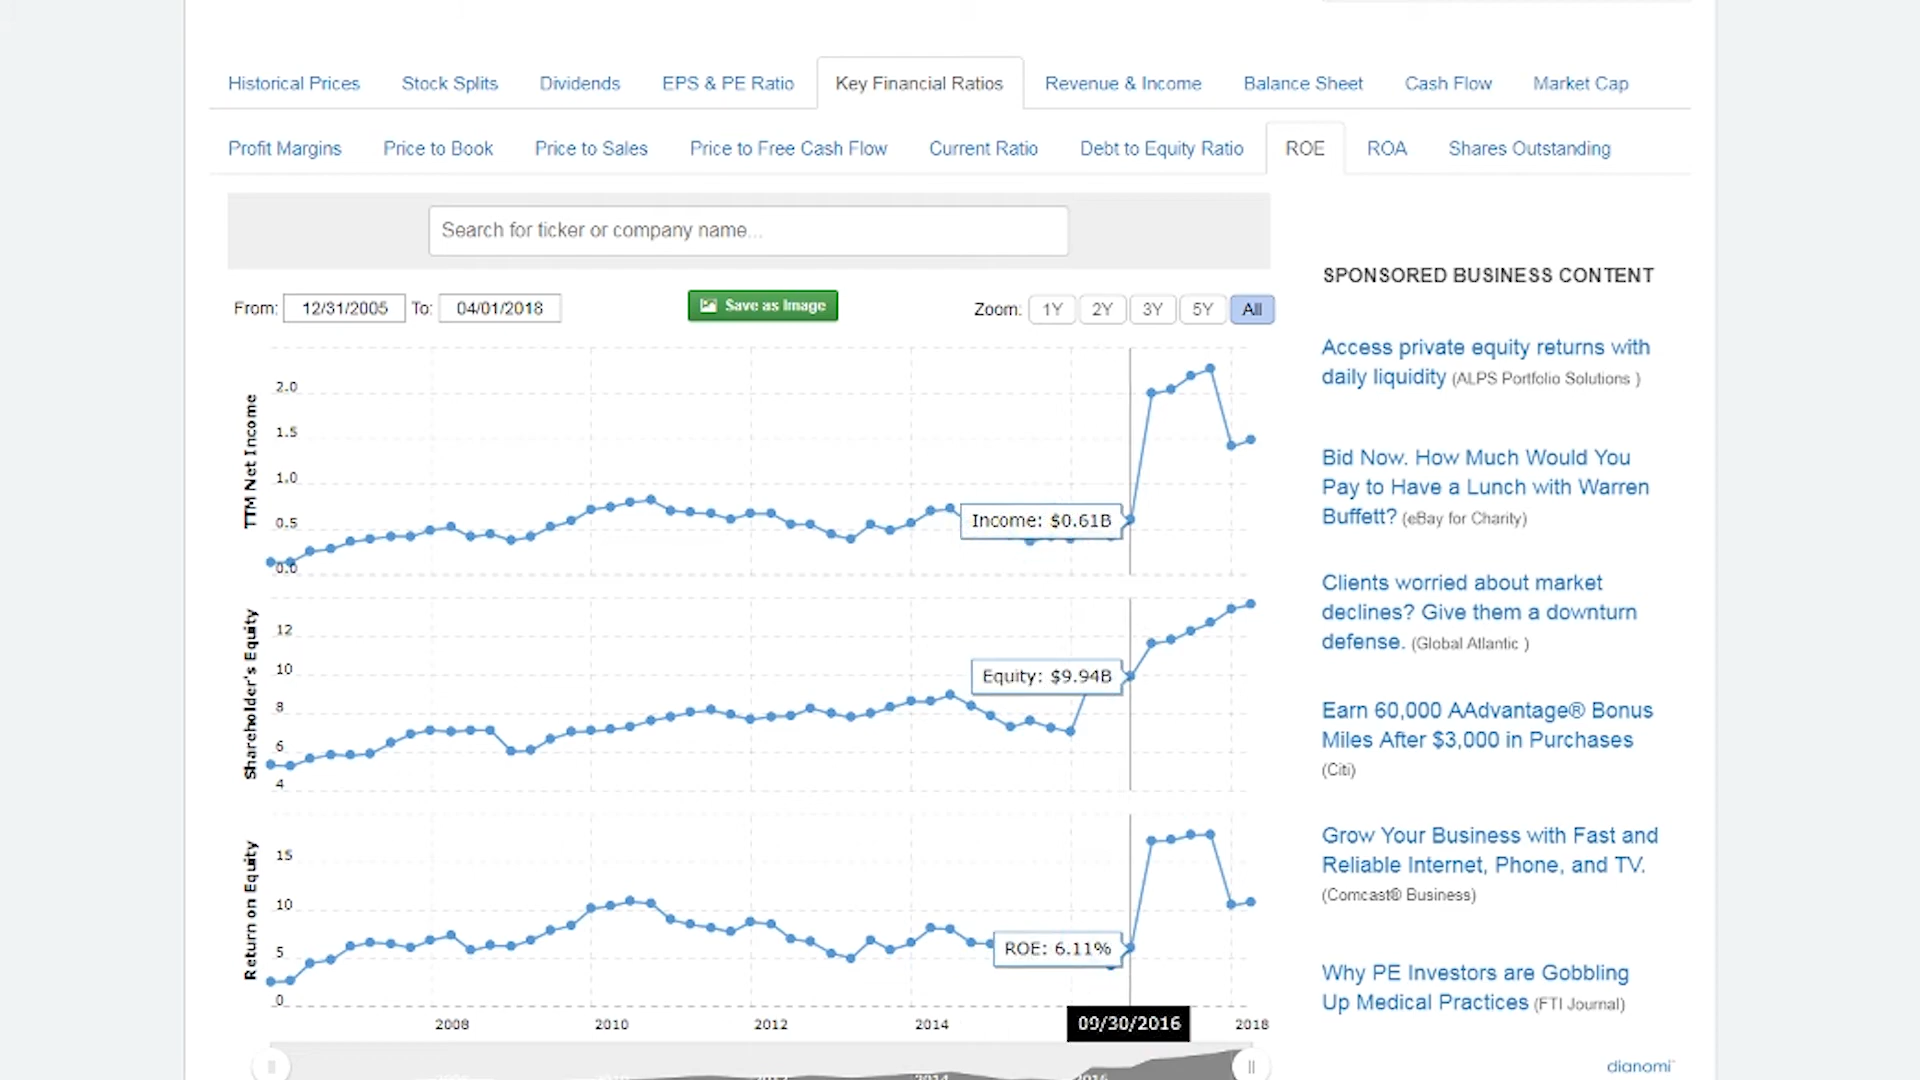 Historical Prices Stock Splits Dividends EPS & PE Ratio Key Financial Ratios Revenue & Income Balance Sheet Cash Flow Market Cap
Profit Margins Price to Book Price to Sales Price to Free Cash Flow Current Ratio Debt to Equity Ratio ROE ROA Shares Outstanding
Search for ticker or company name...
From: 12/31/2005 To: 04/01/2018
Save as Image
Zoom: 1Y 2Y 3Y 5Y All
TTM Net Income
2.0
1.5
1.0
0.5
0.0
Income: $0.61B
Shareholder's Equity
12
10
8
6
4
Equity: $9.94B
Return on Equity
15
10
5
0
ROE: 6.11%
2008 2010 2012 2014 09/30/2016 2018
SPONSORED BUSINESS CONTENT
Access private equity returns with
daily liquidity (ALPS Portfolio Solutions )
Bid Now. How Much Would You
Pay to Have a Lunch with Warren
Buffett? (eBay for Charity)
Clients worried about market
declines? Give them a downturn
defense. (Global Atlantic )
Earn 60,000 AAdvantage® Bonus
Miles After $3,000 in Purchases
(Citi)
Grow Your Business with Fast and
Reliable Internet, Phone, and TV.
(Comcast® Business)
Why PE Investors are Gobbling
Up Medical Practices (FTI Journal)
dianomi